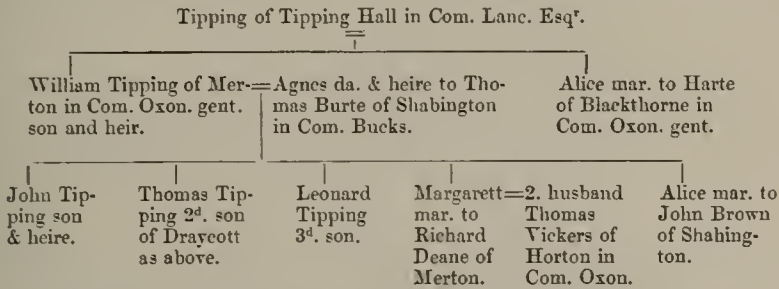 Tipping of Tipping Hall in Com. Lanc. Esqr.
William Tipping of Mer-
ton in Com. Oxon. gent.
son and heir.
=Agnes da. & heire to Tho-
mas Burte of Shabington
in Com. Bucks.
Alice mar. to Harte
of Blackthorne in
Com. Oxon. gent.
John Tip-
ping son
& heire.
Thomas Tip-
ping 2d. son
of Draycott
as above.
Leonard
Tipping
3d. son.
Margarett=
mar. to
Richard
Deane of
Merton.
2. husband
Thomas
Vickers of
Horton in
Com. Oxon.
Alice mar. to
John Brown
of Shabing-
ton.